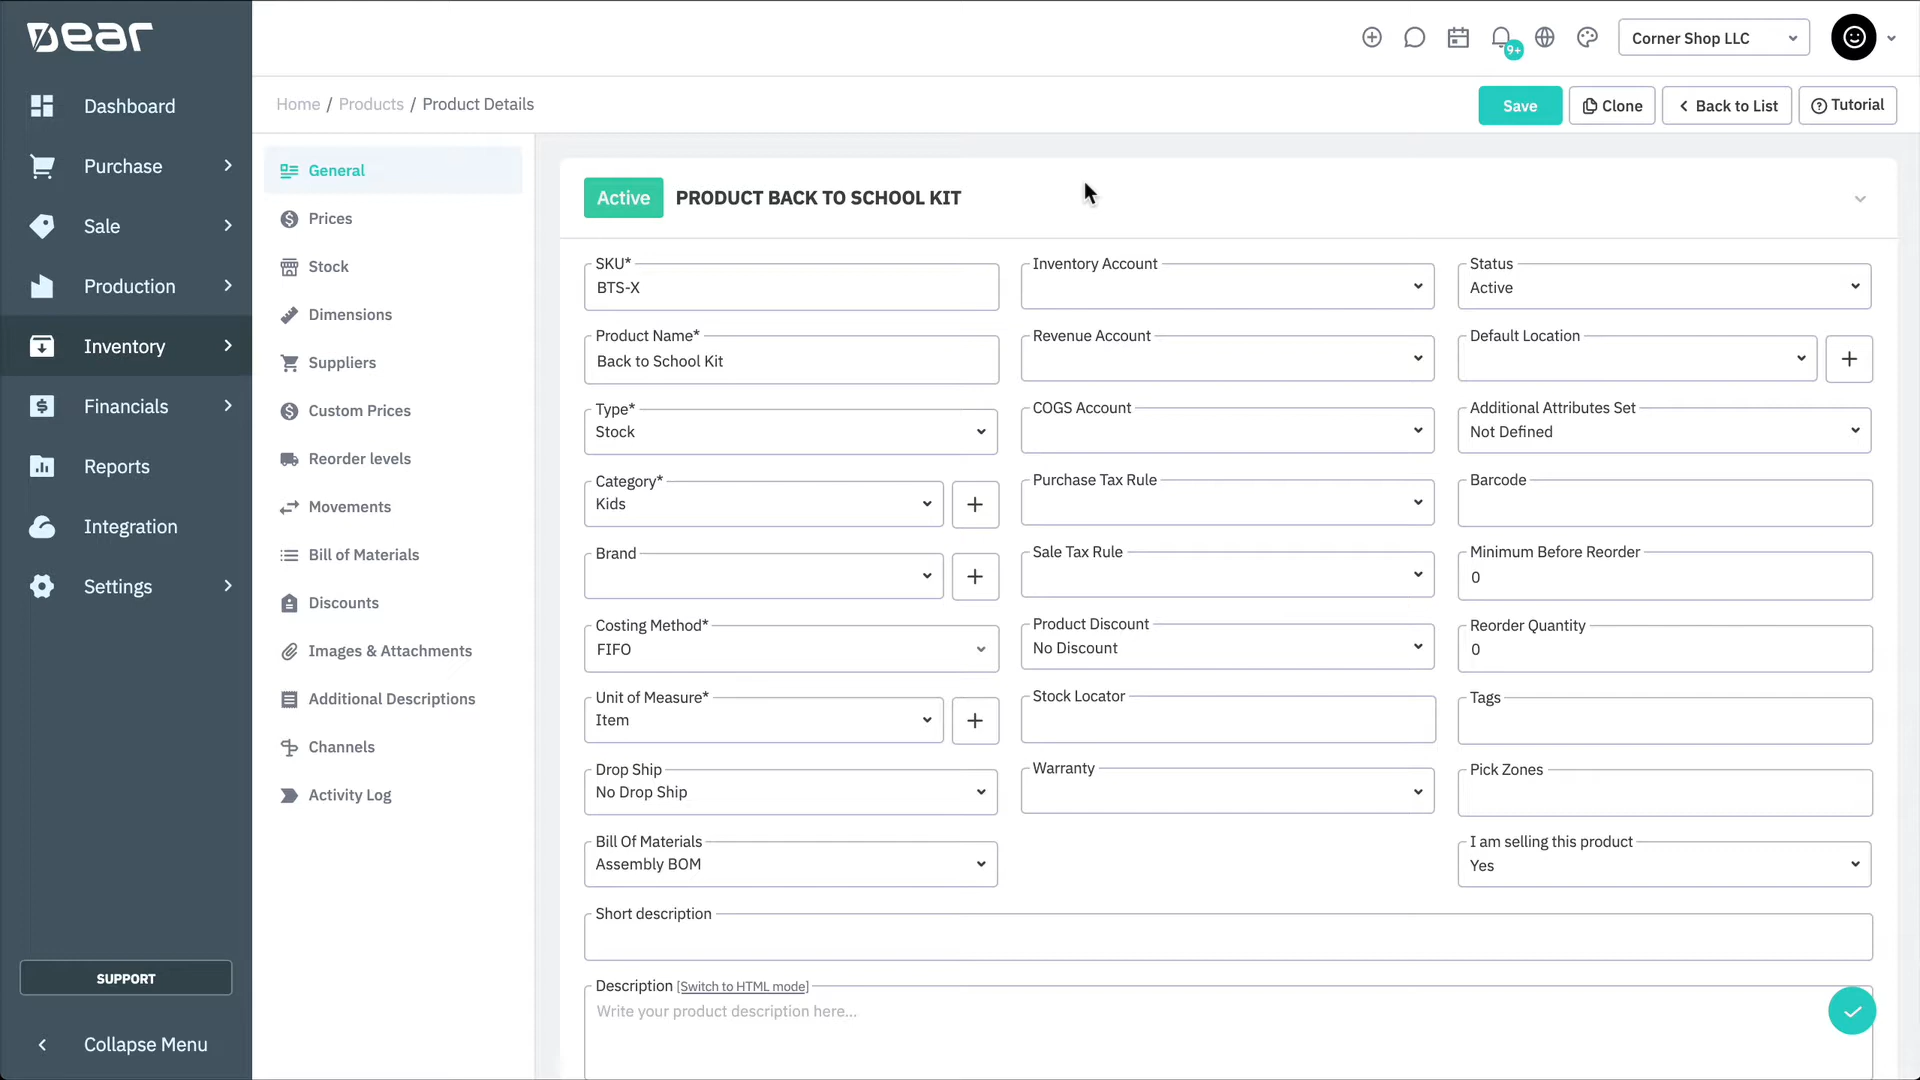 Dear
9+
Corner Shop LLC
Home / Products / Product Details
Save
Clone
Back to List
Tutorial
Dashboard
Purchase
Sale
Production
Inventory
Financials
Reports
Integration
Settings
SUPPORT
Collapse Menu
General
Prices
Stock
Dimensions
Suppliers
Custom Prices
Reorder levels
Movements
Bill of Materials
Discounts
Images & Attachments
Additional Descriptions
Channels
Activity Log
Active PRODUCT BACK TO SCHOOL KIT
SKU*
BTS-X
Product Name*
Back to School Kit
Type*
Stock
Category*
Kids
Brand
Costing Method*
FIFO
Unit of Measure*
Item
Drop Ship
No Drop Ship
Bill Of Materials
Assembly BOM
Inventory Account
Revenue Account
COGS Account
Purchase Tax Rule
Sale Tax Rule
Product Discount
No Discount
Stock Locator
Warranty
Status
Active
Default Location
Additional Attributes Set
Not Defined
Barcode
Minimum Before Reorder
0
Reorder Quantity
0
Tags
Pick Zones
I am selling this product
Yes
Short description
Description [Switch to HTML mode]
Write your product description here...